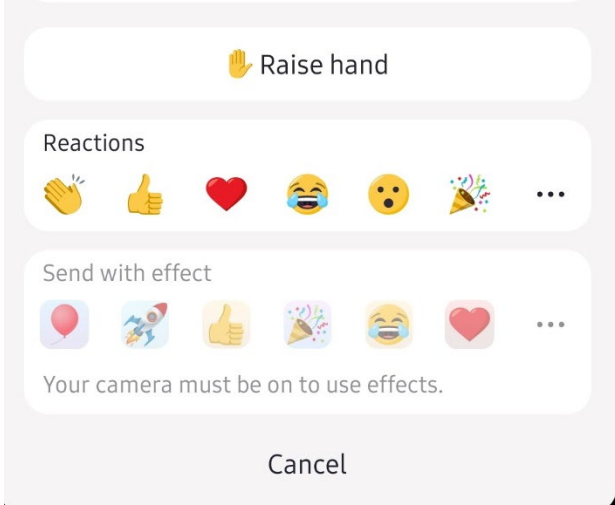 Raise hand
Reactions
Send with effect
Your camera must be on to use effects.
Cancel